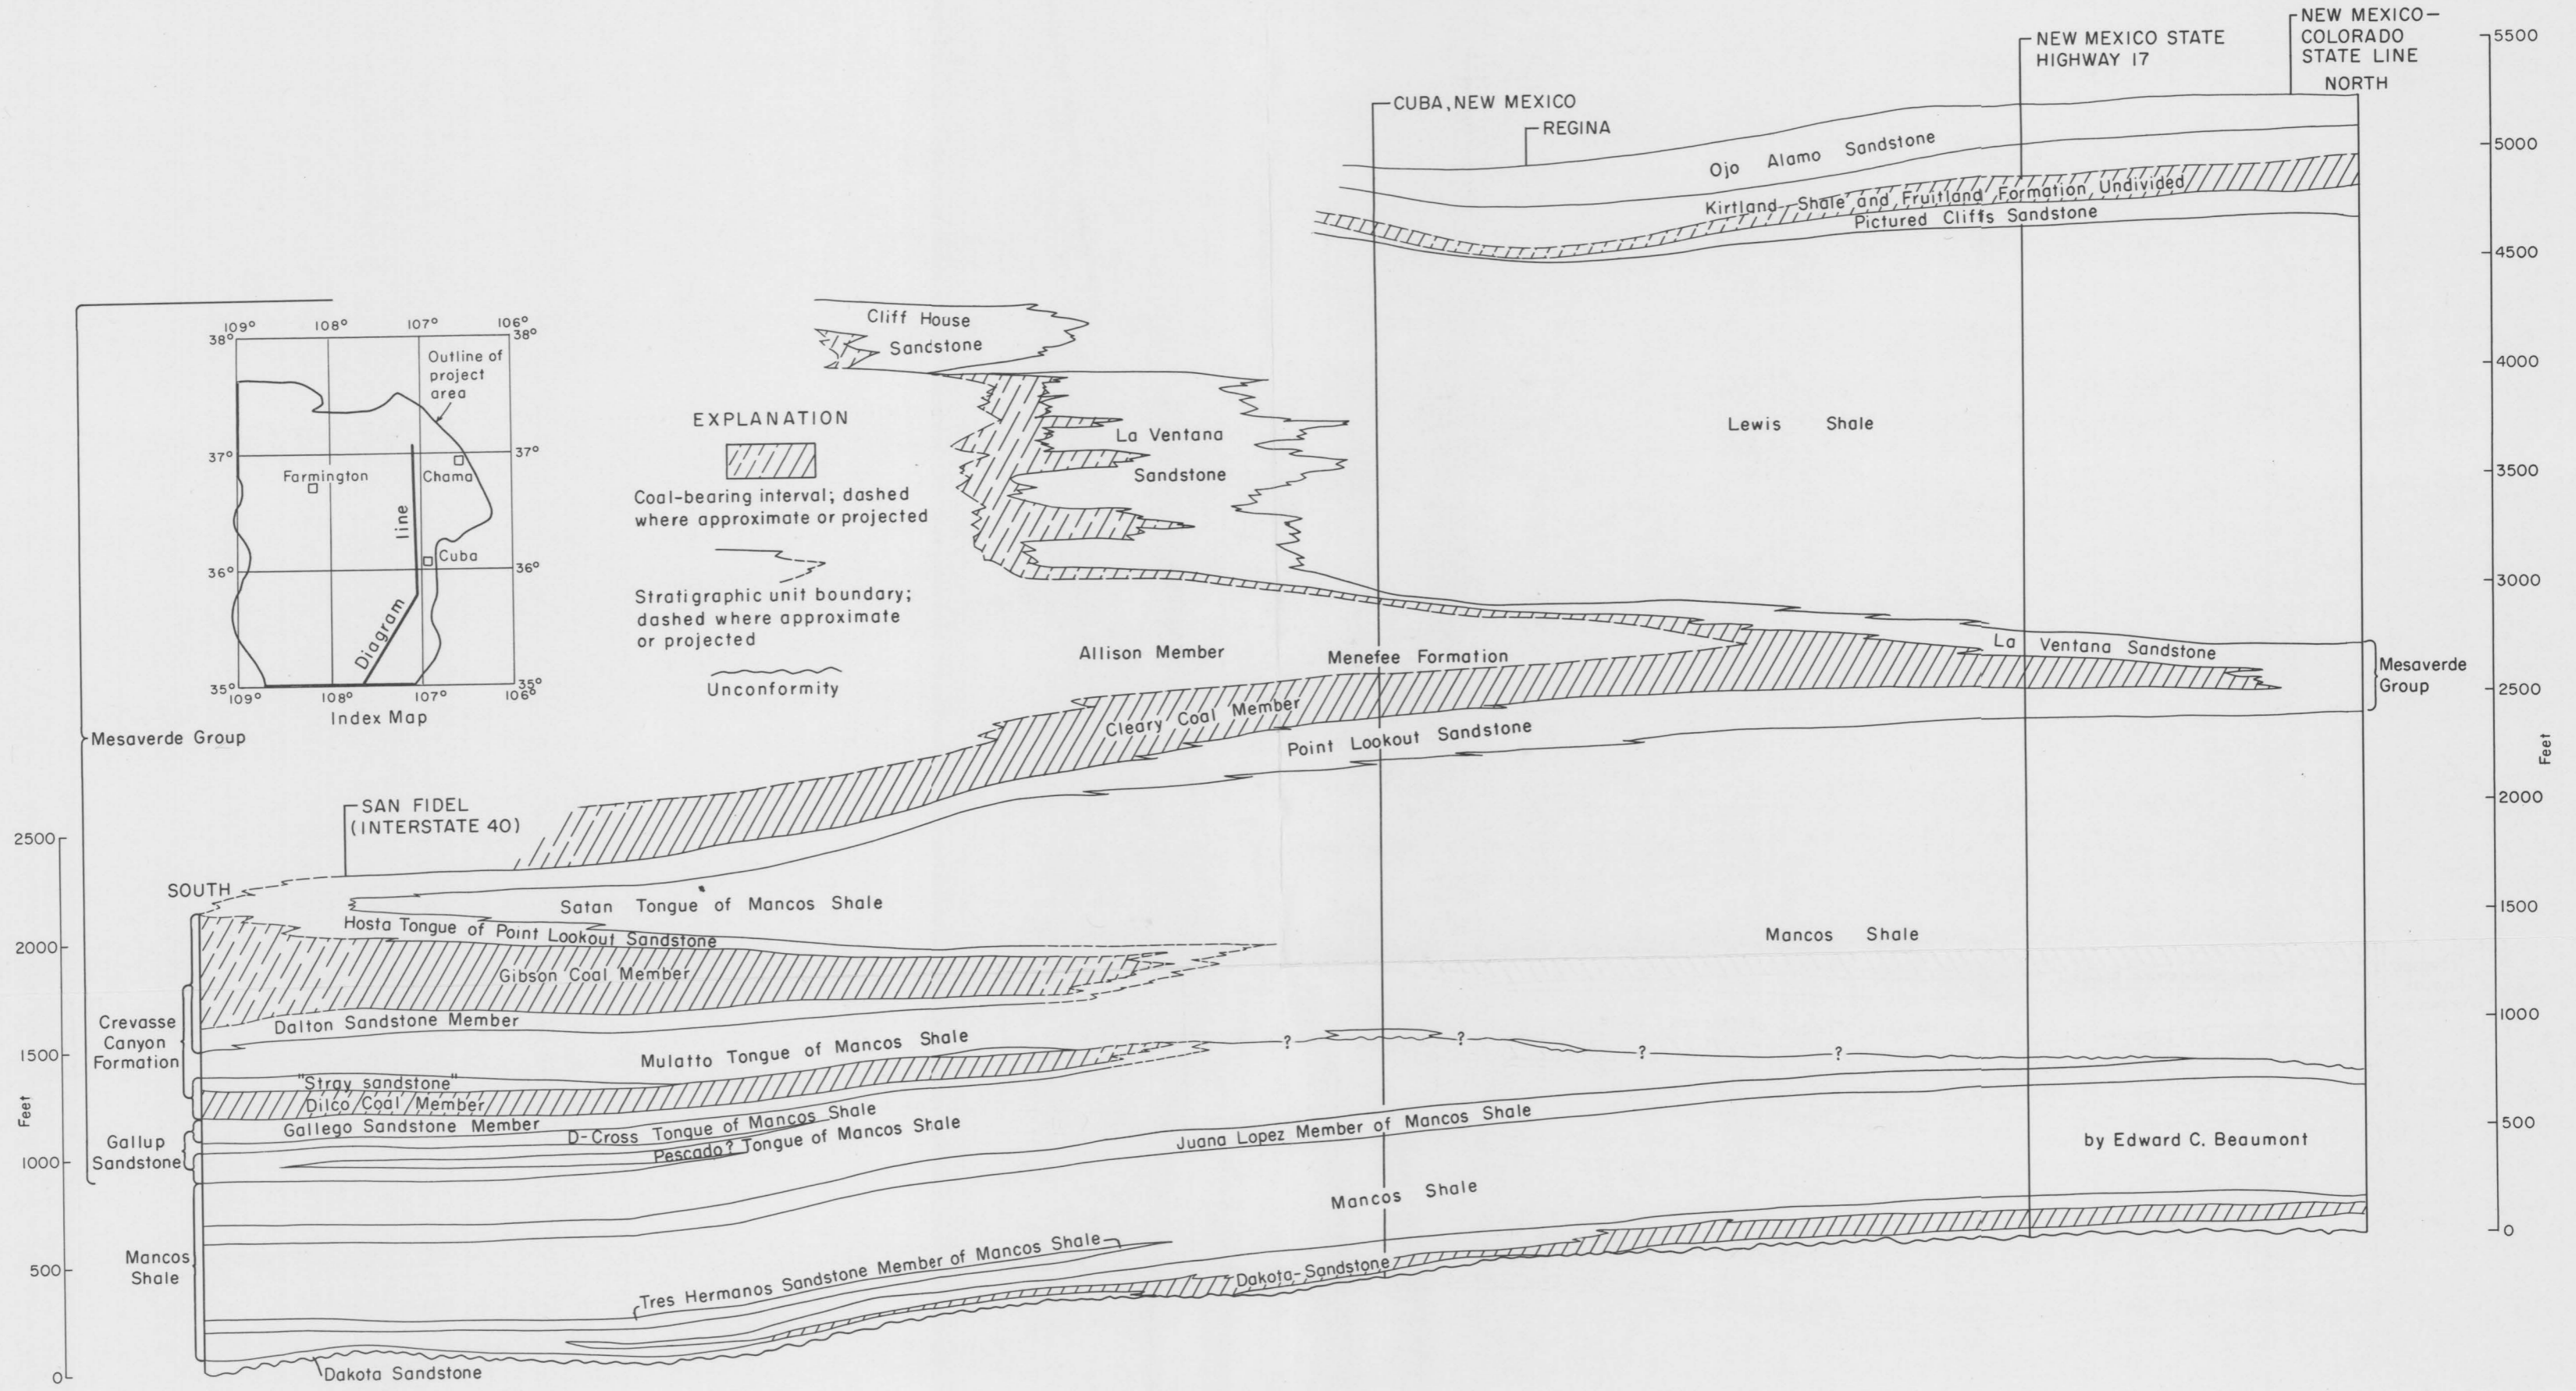 NEW MEXICO—
COLORADO
STATE LINE
NORTH
NEW MEXICO STATE
HIGHWAY 17
CUBA, NEW MEXICO
REGINA
5500
5000
4500
4000
3500
3000
2500
2000
1500
1000
500
0
Feet
Ojo Alamo Sandstone
Kirtland Shale and Fruitland Formation, Undivided
Pictured Cliffs Sandstone
Cliff House
Sandstone
La Ventana
Sandstone
Lewis Shale
109° 108° 107° 106°
38° 38°
Outline of
project
area
37° 37°
Farmington
Chama
line
Cuba
36° 36°
Diagram
35° 35°
109° 108° 107° 106°
Index Map
EXPLANATION
Coal-bearing interval; dashed
where approximate or projected
Stratigraphic unit boundary;
dashed where approximate
or projected
Unconformity
Allison Member
Menefee Formation
La Ventana Sandstone
Mesaverde
Group
Cleary Coal Member
Point Lookout Sandstone
Mesaverde Group
SAN FIDEL
(INTERSTATE 40)
SOUTH
Satan Tongue of Mancos Shale
Hosta Tongue of Point Lookout Sandstone
Gibson Coal Member
Mancos Shale
Dalton Sandstone Member
Crevasse
Canyon
Formation
Mulatto Tongue of Mancos Shale
? ? ? ?
"Stray sandstone"
Dilco Coal Member
Gallego Sandstone Member
D-Cross Tongue of Mancos Shale
Pescado? Tongue of Mancos Shale
Gallup
Sandstone
Juana Lopez Member of Mancos Shale
by Edward C. Beaumont
Mancos Shale
Mancos
Shale
Tres Hermanos Sandstone Member of Mancos Shale
Dakota-Sandstone
Dakota Sandstone
2500
2000
1500
1000
500
0
Feet